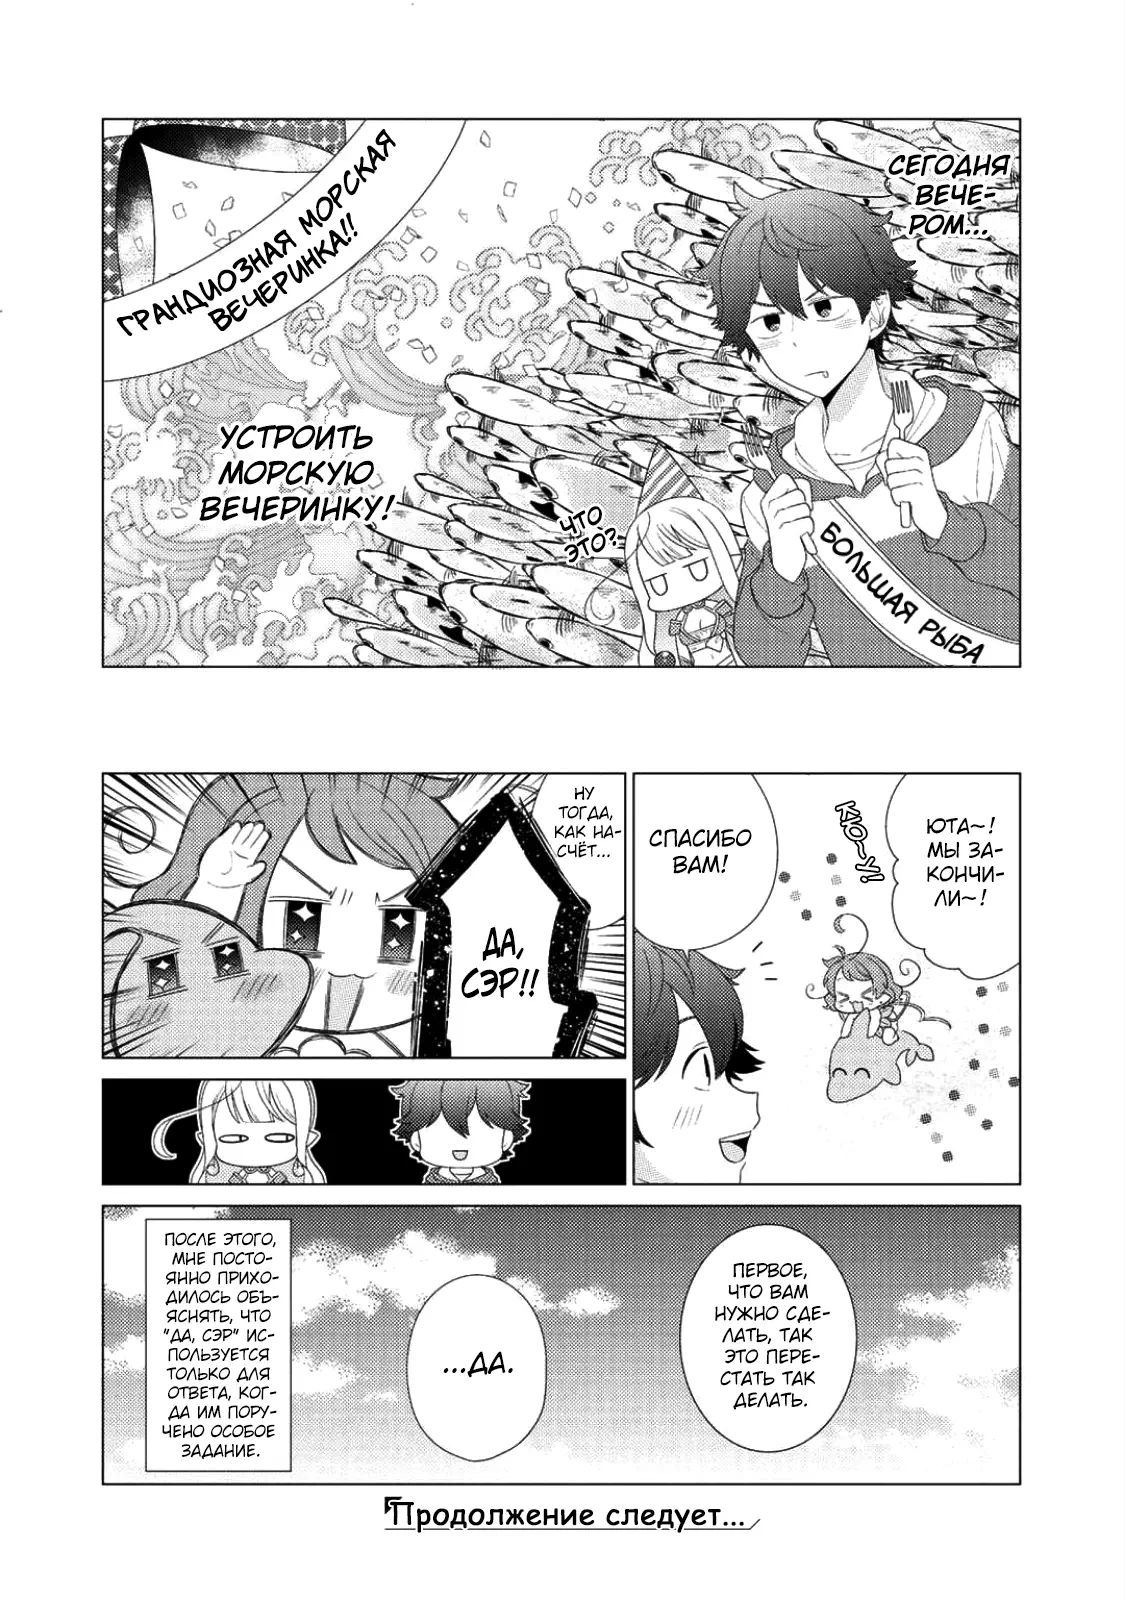 СЕГОДНЯ
ВЕЧЕ-
РОМ...
ГРАНДИОЗНАЯ МОРСКАЯ
ВЕЧЕРИНКА!!
УСТРОИТЬ
МОРСКУЮ
ВЕЧЕРИНКУ!
ЧТО
ЭТО?
БОЛЬШАЯ РЫБА
ЮТА~!
МЫ ЗА-
КОНЧИ-
ЛИ~!
КЮ~У!
СПАСИБО
ВАМ!
НУ
ТОГДА,
КАК НА-
СЧЁТ...
ДА,
СЭР!!
ПЕРВОЕ,
ЧТО ВАМ
НУЖНО СДЕ-
ЛАТЬ, ТАК
ЭТО ПЕРЕ-
СТАТЬ ТАК
ДЕЛАТЬ.
...ДА.
ПОСЛЕ ЭТОГО,
МНЕ ПОСТО-
ЯННО ПРИХО-
ДИЛОСЬ ОБЪ-
ЯСНЯТЬ, ЧТО
"ДА, СЭР" ИС-
ПОЛЬЗУЕТСЯ
ТОЛЬКО ДЛЯ
ОТВЕТА, КОГ-
ДА ИМ ПОРУ-
ЧЕНО ОСОБОЕ
ЗАДАНИЕ.
Продолжение следует...